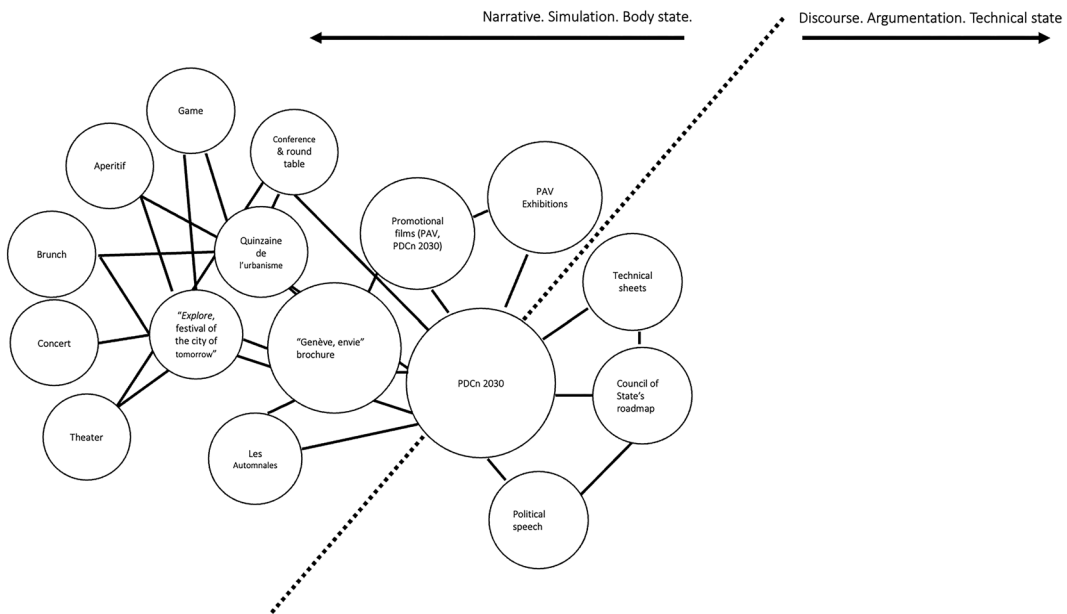 Narrative. Simulation. Body state.
Discourse. Argumentation. Technical state
Game
Conference
& round
table
Aperitif
PAV
Exhibitions
Promotional
films (PAV,
PDCn 2030)
Brunch
Quinzaine
de
l'urbanisme
Technical
sheets
Concert
"Explore,
festival of
the city of
tomorrow"
"Genève, envie"
brochure
PDCn 2030
Council of
State's
roadmap
Theater
Les
Automnales
Political
speech